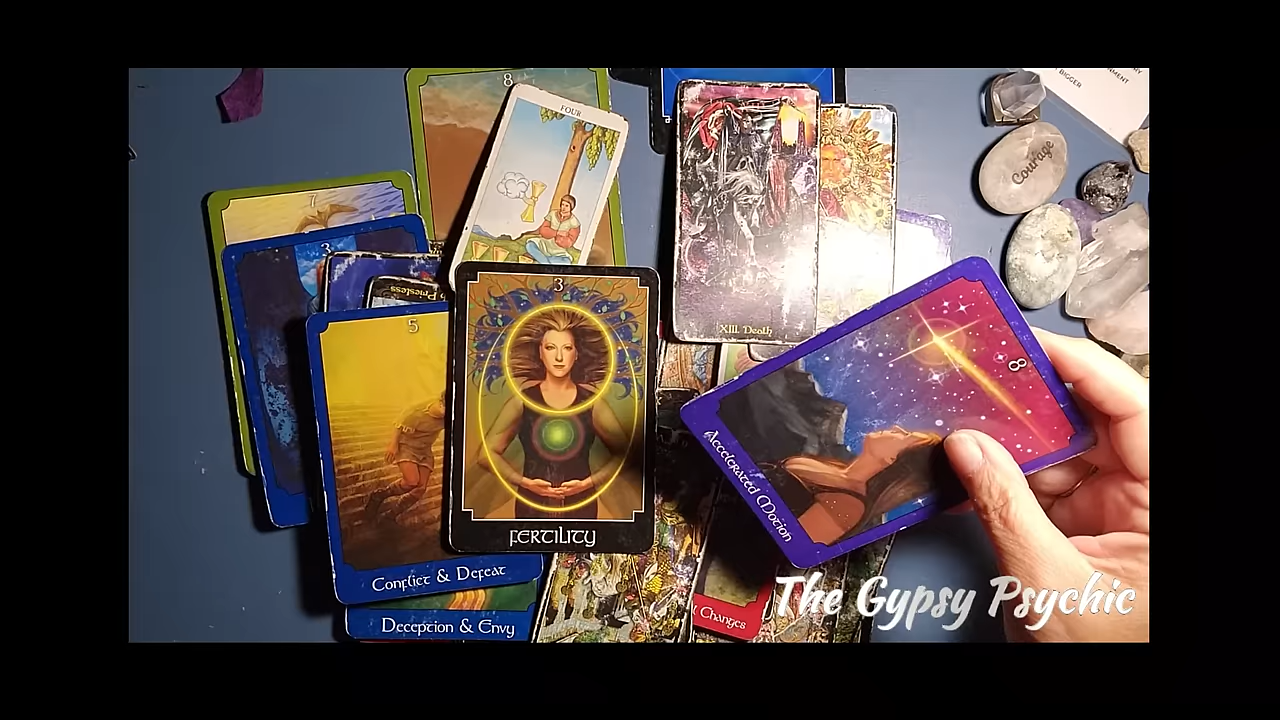 8
FOUR
7
3
Priestess
5
3
FERTILITY
Conflict & Defeat
Deception & Envy
XIII. Death
8
Accelerated Motion
Changes
Courage
BIGGER
The Gypsy Psychic